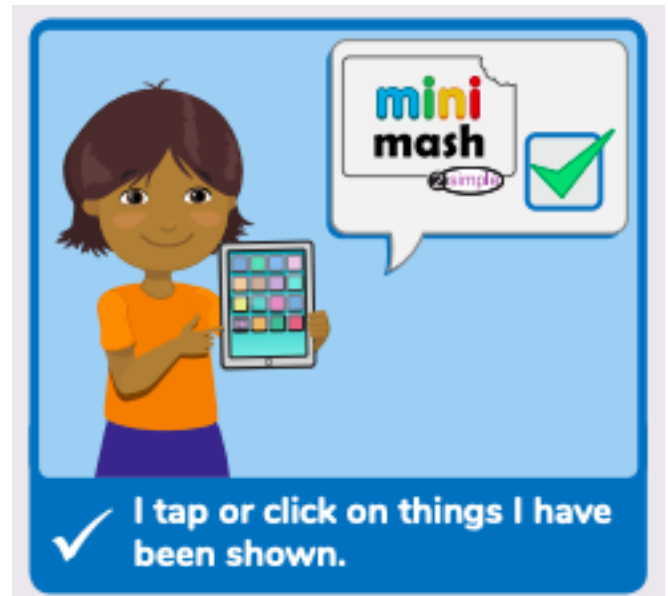 mini
mash
2simple
I tap or click on things I have
been shown.